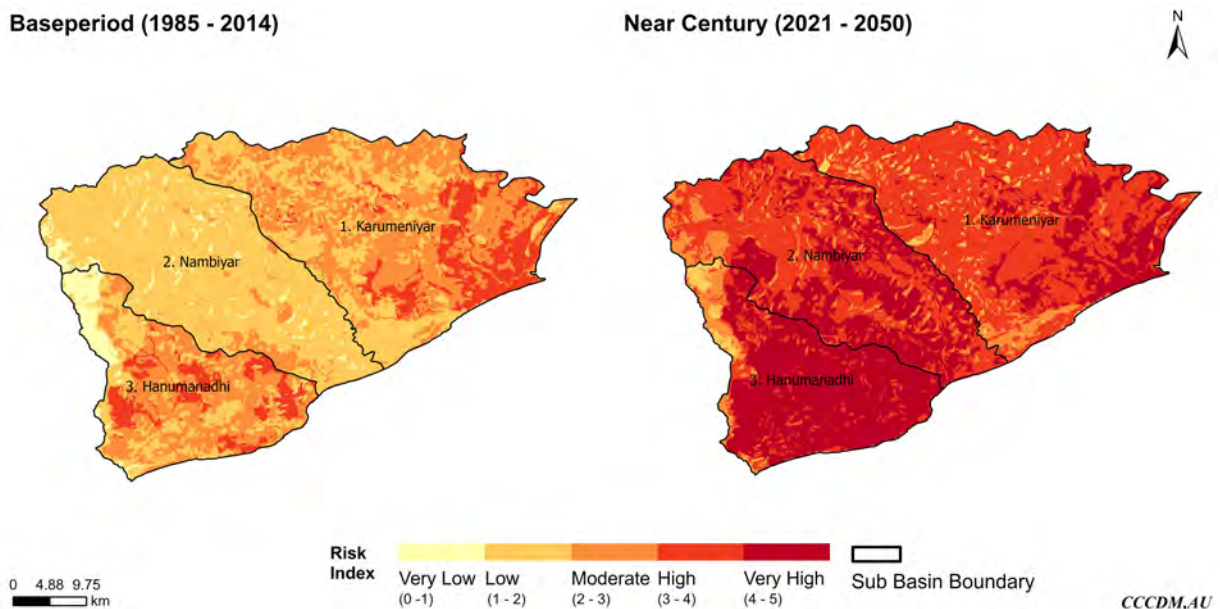 Baseperiod (1985 - 2014)
Near Century (2021 - 2050)
N
1. Karumeniyar
2. Nambiyar
3. Hanumanadhi
1. Karumeniyar
2. Nambiyar
3. Hanumanadhi
Risk
Index
Very Low Low Moderate High Very High
(0 -1) (1 - 2) (2 - 3) (3 - 4) (4 - 5)
Sub Basin Boundary
0 4.88 9.75
km
CCCDM.AU